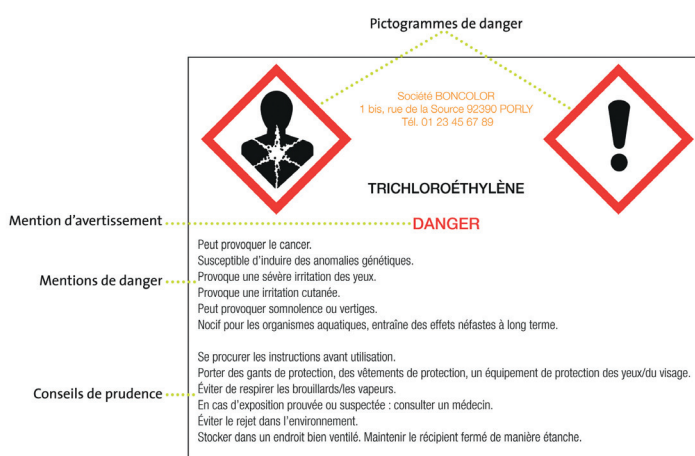 Pictogrammes de danger
Société BONCOLOR
1 bis, rue de la Source 92390 PORLY
Tél. 01 23 45 67 89
TRICHLOROÉTHYLÈNE
Mention d'avertissement
DANGER
Peut provoquer le cancer.
Susceptible d'induire des anomalies génétiques.
Mentions de danger
Provoque une sévère irritation des yeux.
Provoque une irritation cutanée.
Peut provoquer somnolence ou vertiges.
Nocif pour les organismes aquatiques, entraîne des effets néfastes à long terme.
Se procurer les instructions avant utilisation.
Porter des gants de protection, des vêtements de protection, un équipement de protection des yeux/du visage.
Conseils de prudence
Éviter de respirer les brouillards/les vapeurs.
En cas d'exposition prouvée ou suspectée : consulter un médecin.
Éviter le rejet dans l'environnement.
Stocker dans un endroit bien ventilé. Maintenir le récipient fermé de manière étanche.